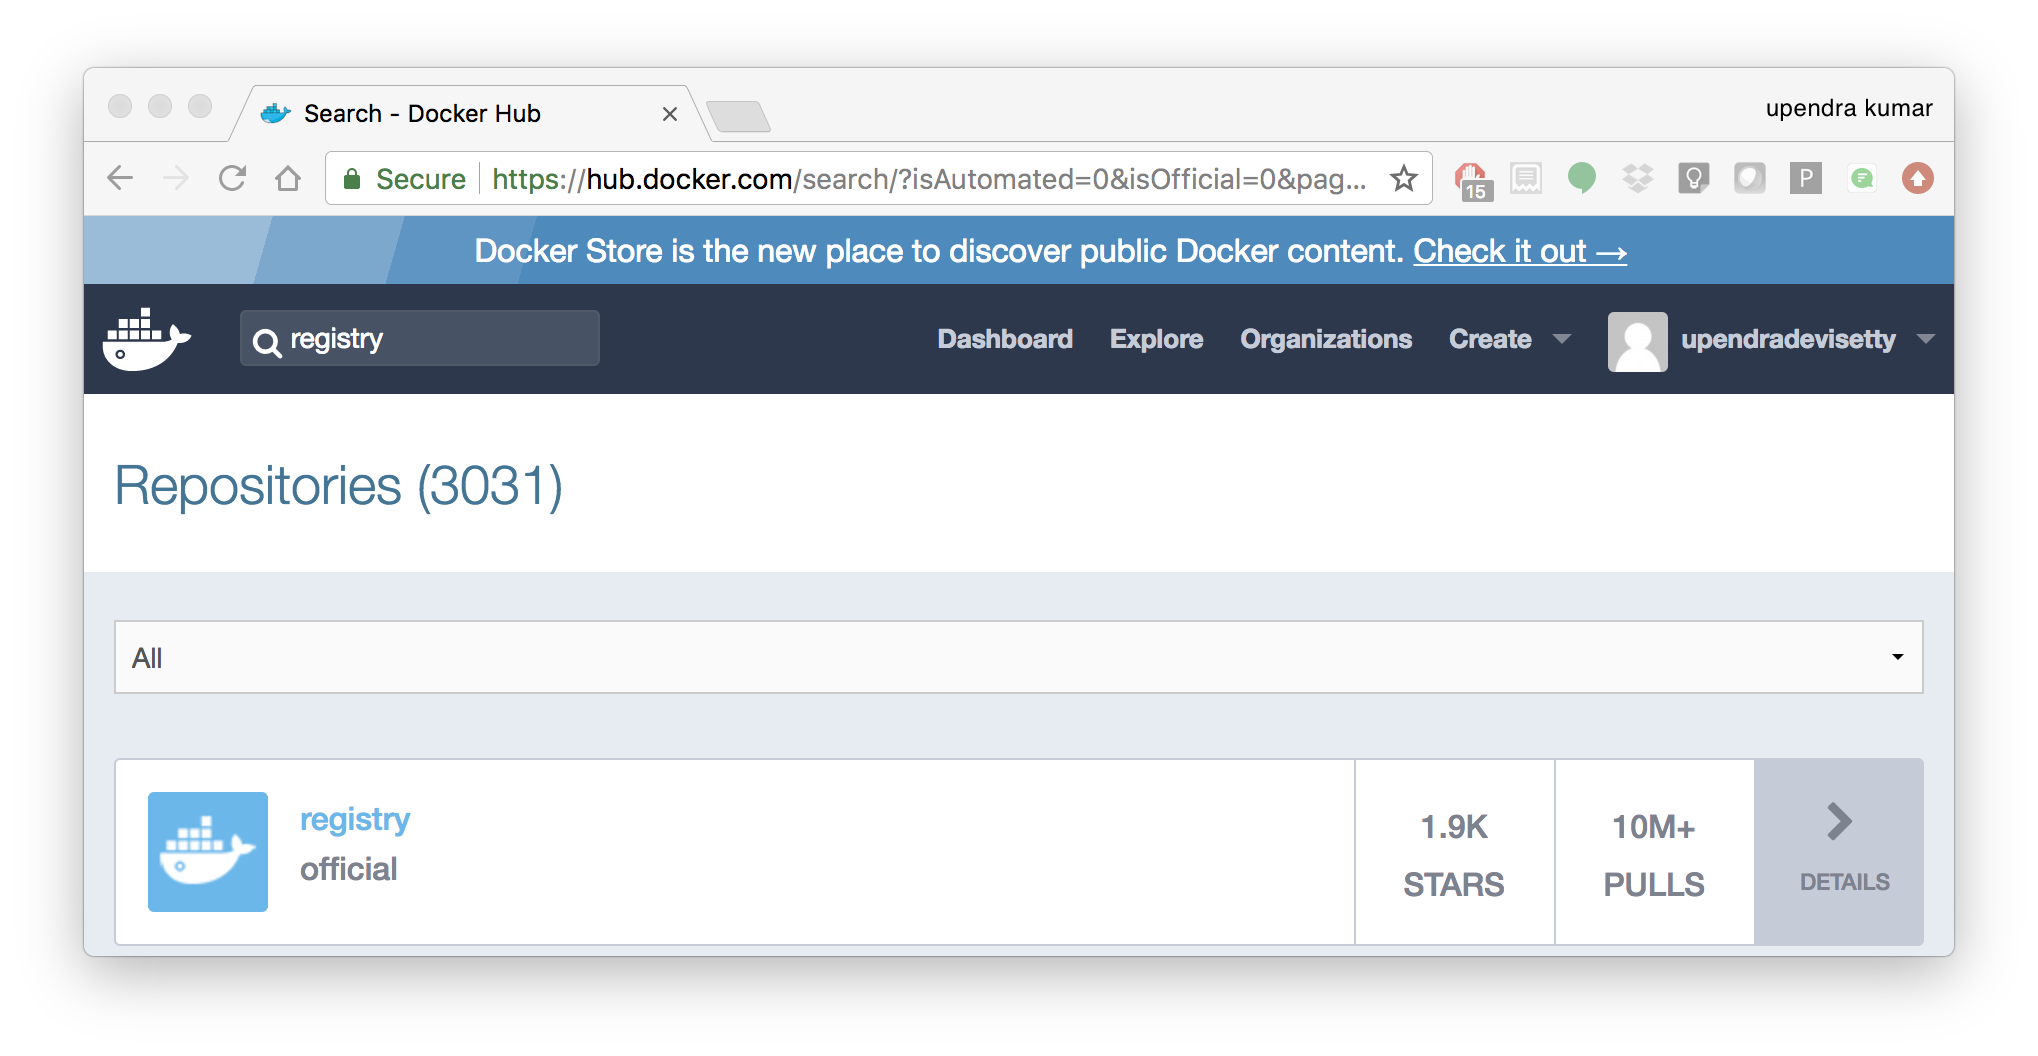 Search - Docker Hub
upendra kumar
Secure https://hub.docker.com/search/?isAutomated=0&isOfficial=0&pag...
15
P
Docker Store is the new place to discover public Docker content. Check it out →
registry
Dashboard Explore Organizations Create upendradevisetty
Repositories (3031)
All
registry
official
1.9K
STARS
10M+
PULLS
DETAILS